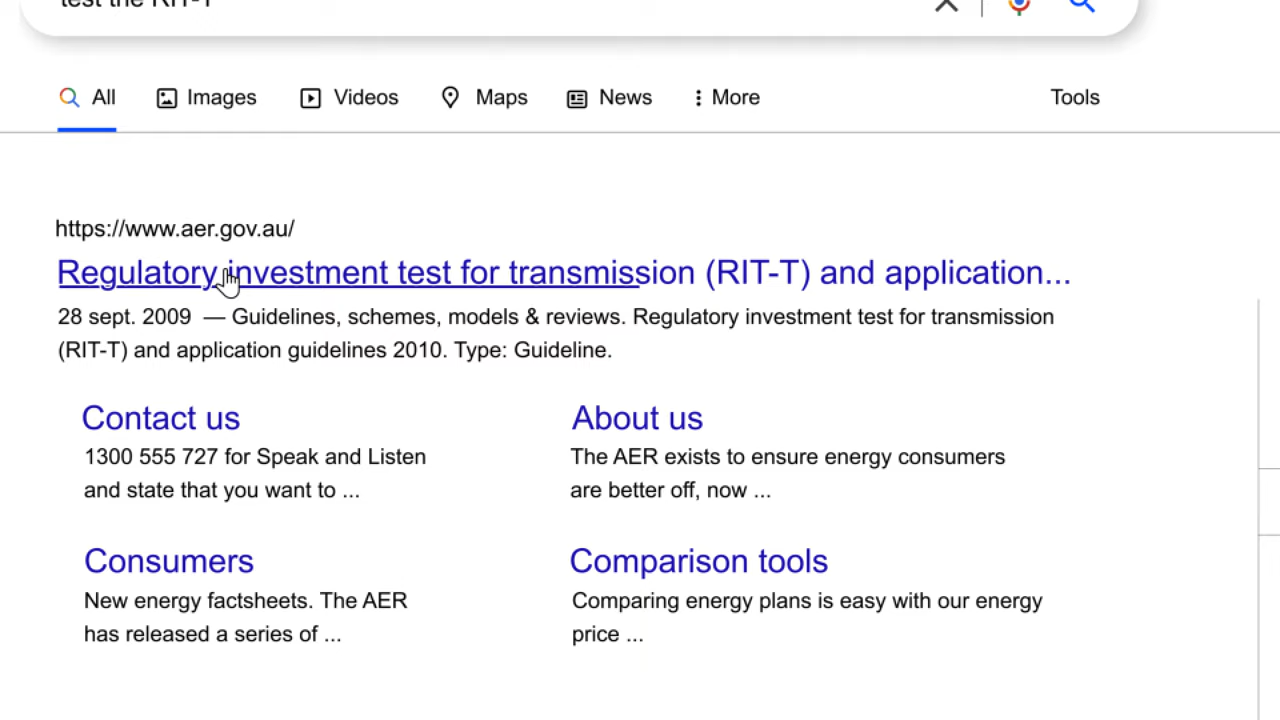 test the RIT-T
All Images Videos Maps News More Tools
https://www.aer.gov.au/
Regulatory investment test for transmission (RIT-T) and application...
28 sept. 2009 — Guidelines, schemes, models & reviews. Regulatory investment test for transmission
(RIT-T) and application guidelines 2010. Type: Guideline.
Contact us
1300 555 727 for Speak and Listen
and state that you want to ...
About us
The AER exists to ensure energy consumers
are better off, now ...
Consumers
New energy factsheets. The AER
has released a series of ...
Comparison tools
Comparing energy plans is easy with our energy
price ...